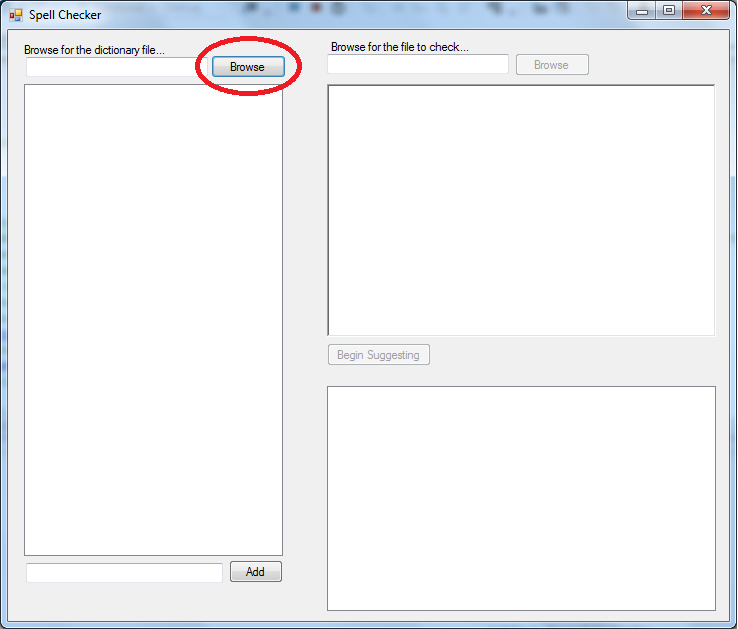 Spell Checker
Browse for the dictionary file...
Browse
Browse for the file to check...
Browse
Begin Suggesting
Add